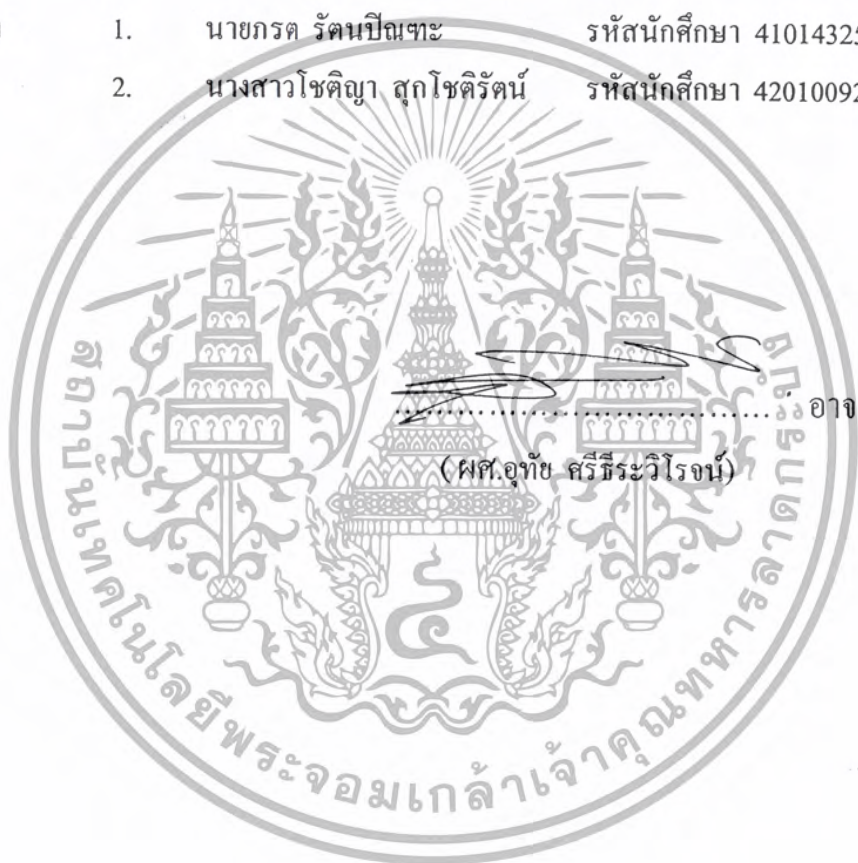 1. นายภรต รัตนปิณฑะ รหัสนักศึกษา 41014325
2. นางสาวโชติญา สุกโชติรัตน์ รหัสนักศึกษา 42010092
.................................... อาจ
(ผศ.อุทัย ศรีธีระวิโรจน์)
สถาบันเทคโนโลยีพระจอมเกล้าเจ้าคุณทหารลาดกระบัง